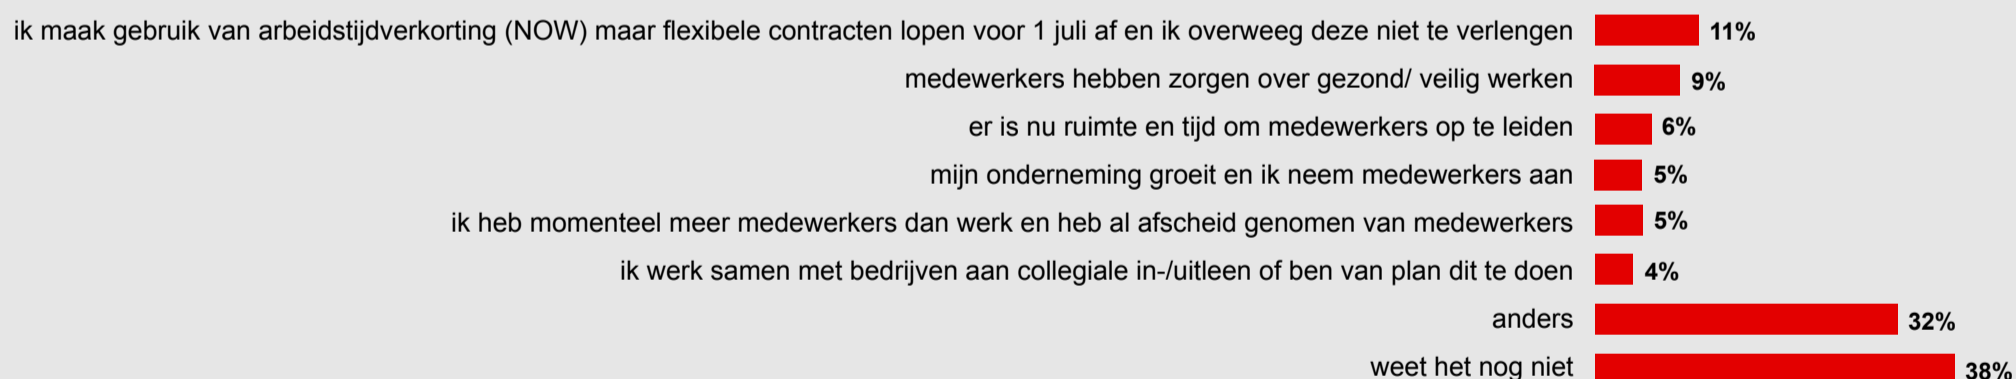 ik maak gebruik van arbeidstijdverkorting (NOW) maar flexibele contracten lopen voor 1 juli af en ik overweeg deze niet te verlengen 11%
medewerkers hebben zorgen over gezond/ veilig werken 9%
er is nu ruimte en tijd om medewerkers op te leiden 6%
mijn onderneming groeit en ik neem medewerkers aan 5%
ik heb momenteel meer medewerkers dan werk en heb al afscheid genomen van medewerkers 5%
ik werk samen met bedrijven aan collegiale in-/uitleen of ben van plan dit te doen 4%
anders 32%
weet het nog niet 38%